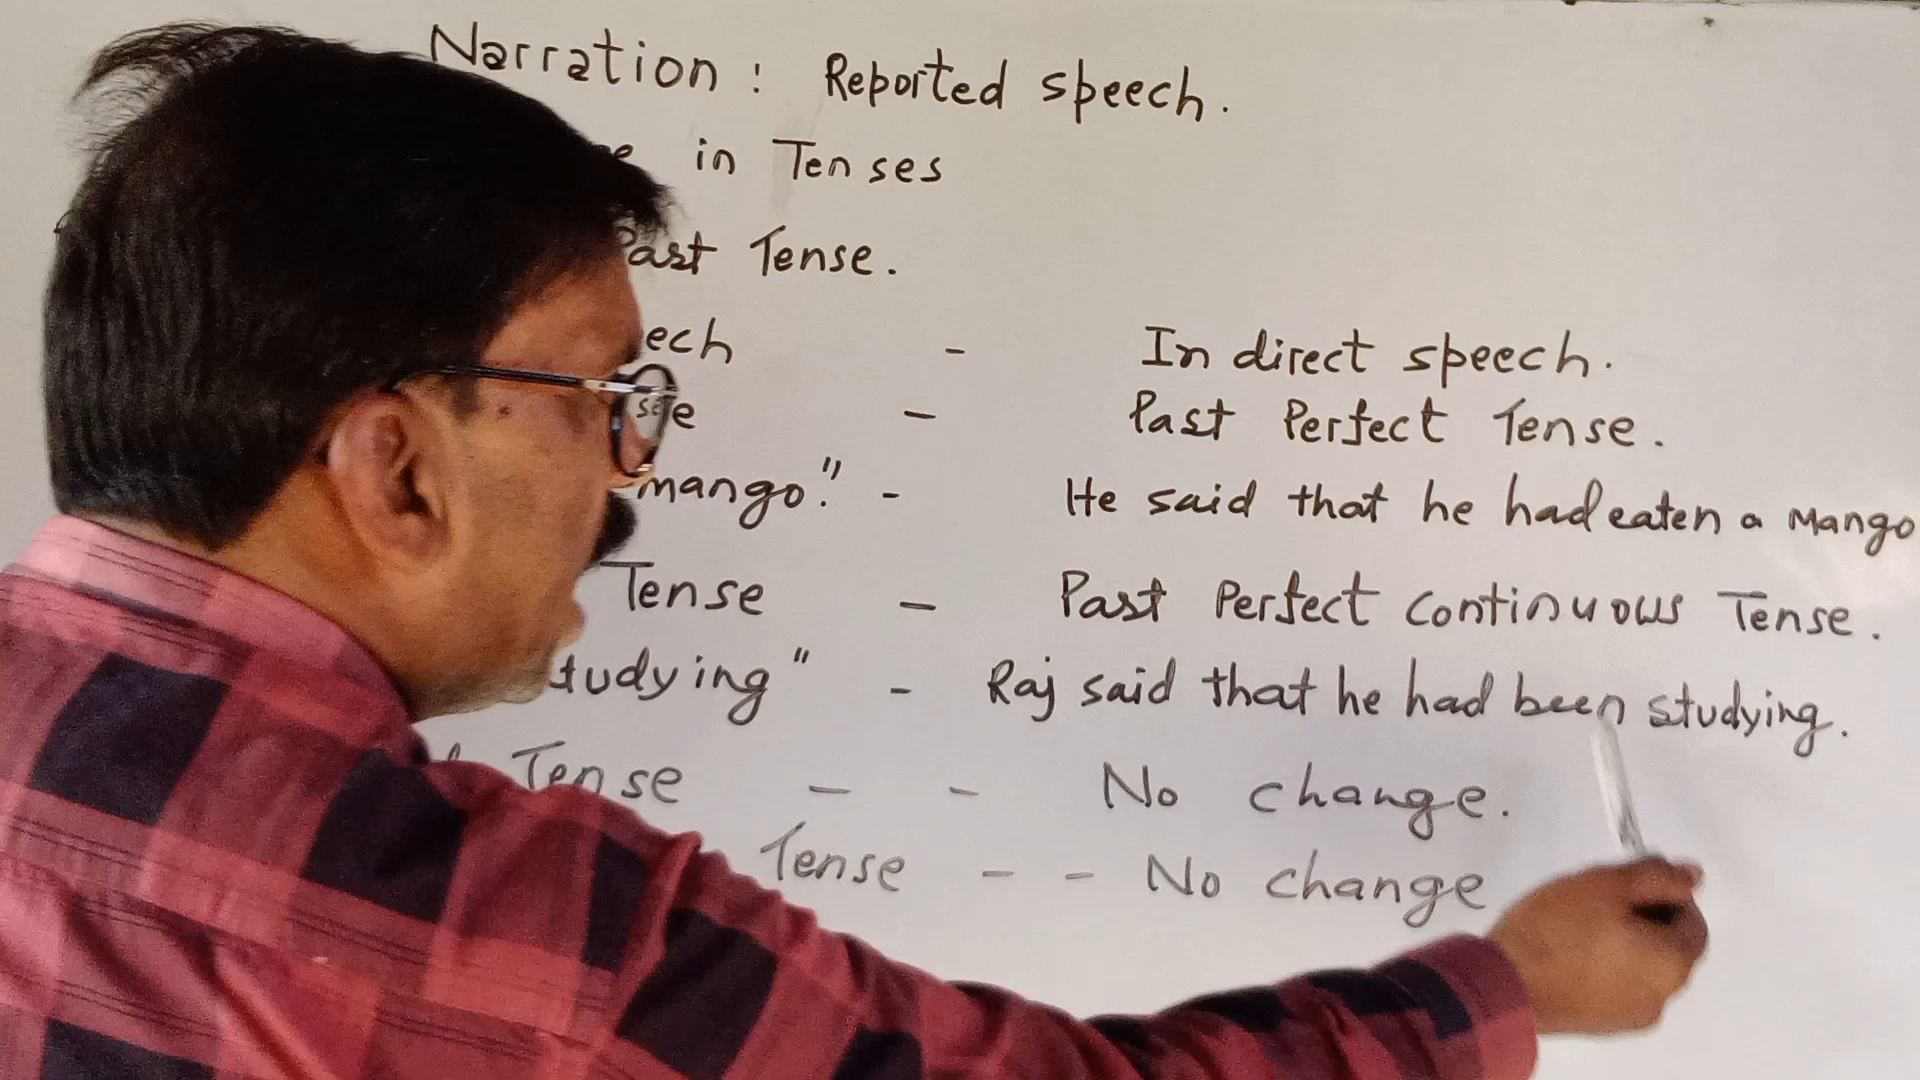 Narration : Reported speech.
in Tenses
Past Tense.
ech - Indirect speech.
se - Past Perfect Tense.
mango." - He said that he had eaten a Mango
Tense - Past Perfect Continuous Tense.
studying" - Raj said that he had been studying.
Tense - - No change.
Tense - - No change